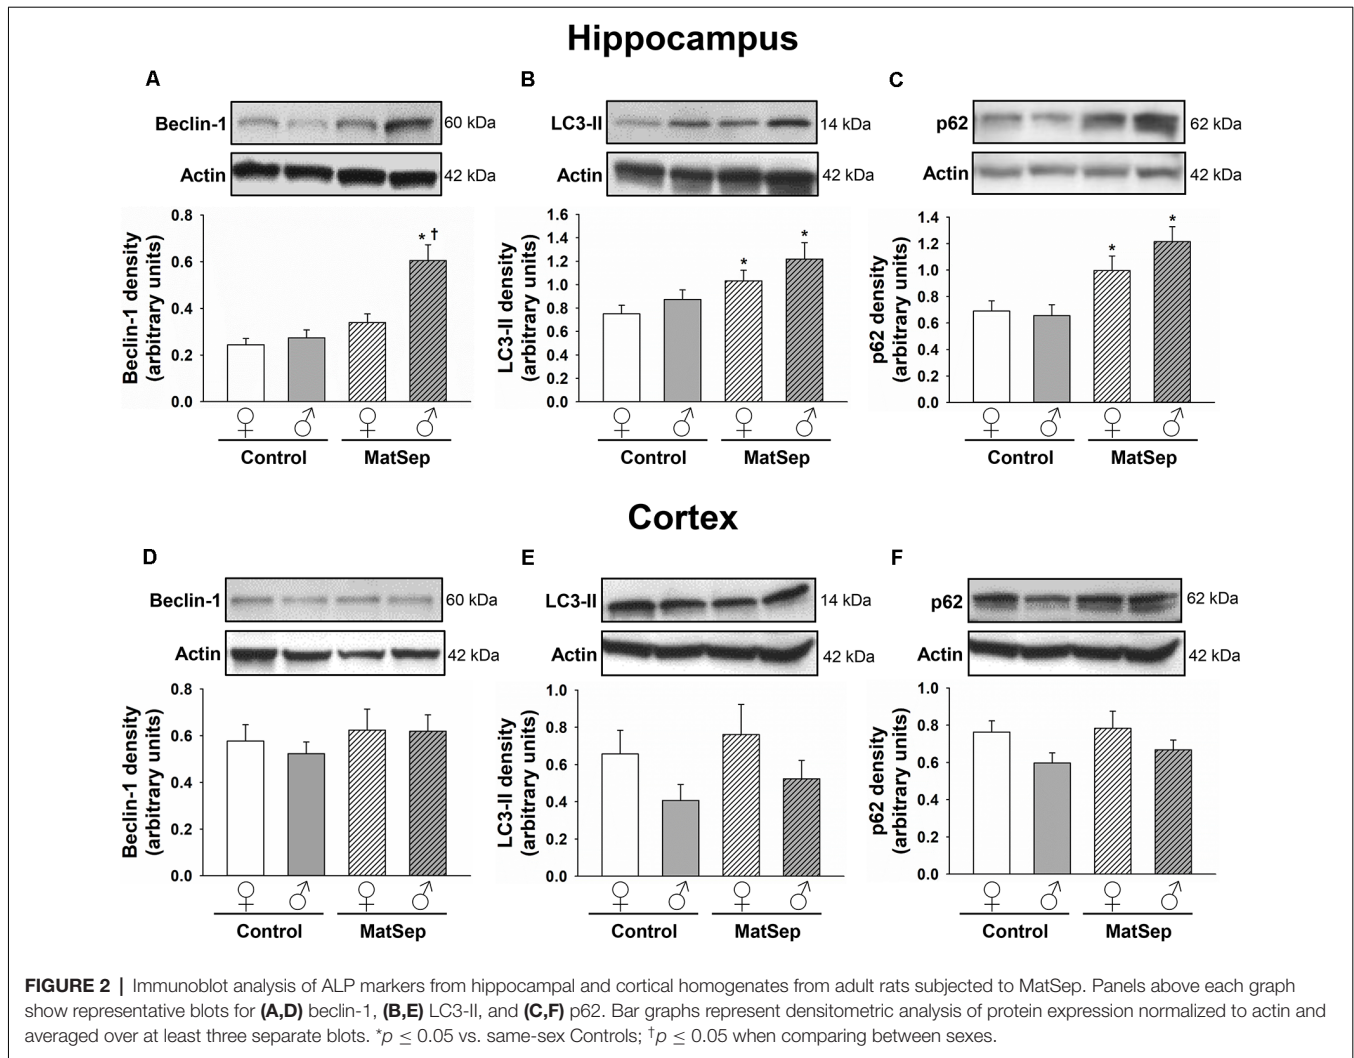 Hippocampus
A
Beclin-1
60 kDa
Actin
42 kDa
Beclin-1 density
(arbitrary units)
0.8
0.6
0.4
0.2
0.0
* †
♀ ♂ ♀ ♂
Control MatSep
B
LC3-II
14 kDa
Actin
42 kDa
LC3-II density
(arbitrary units)
1.6
1.4
1.2
1.0
0.8
0.6
0.4
0.2
0.0
* *
♀ ♂ ♀ ♂
Control MatSep
C
p62
62 kDa
Actin
42 kDa
p62 density
(arbitrary units)
1.4
1.2
1.0
0.8
0.6
0.4
0.2
0.0
* *
♀ ♂ ♀ ♂
Control MatSep
Cortex
D
Beclin-1
60 kDa
Actin
42 kDa
Beclin-1 density
(arbitrary units)
0.8
0.6
0.4
0.2
0.0
♀ ♂ ♀ ♂
Control MatSep
E
LC3-II
14 kDa
Actin
42 kDa
LC3-II density
(arbitrary units)
1.0
0.8
0.6
0.4
0.2
0.0
♀ ♂ ♀ ♂
Control MatSep
F
p62
62 kDa
Actin
42 kDa
p62 density
(arbitrary units)
1.0
0.8
0.6
0.4
0.2
0.0
♀ ♂ ♀ ♂
Control MatSep
FIGURE 2 | Immunoblot analysis of ALP markers from hippocampal and cortical homogenates from adult rats subjected to MatSep. Panels above each graph
show representative blots for (A,D) beclin-1, (B,E) LC3-II, and (C,F) p62. Bar graphs represent densitometric analysis of protein expression normalized to actin and
averaged over at least three separate blots. *p ≤ 0.05 vs. same-sex Controls; †p ≤ 0.05 when comparing between sexes.